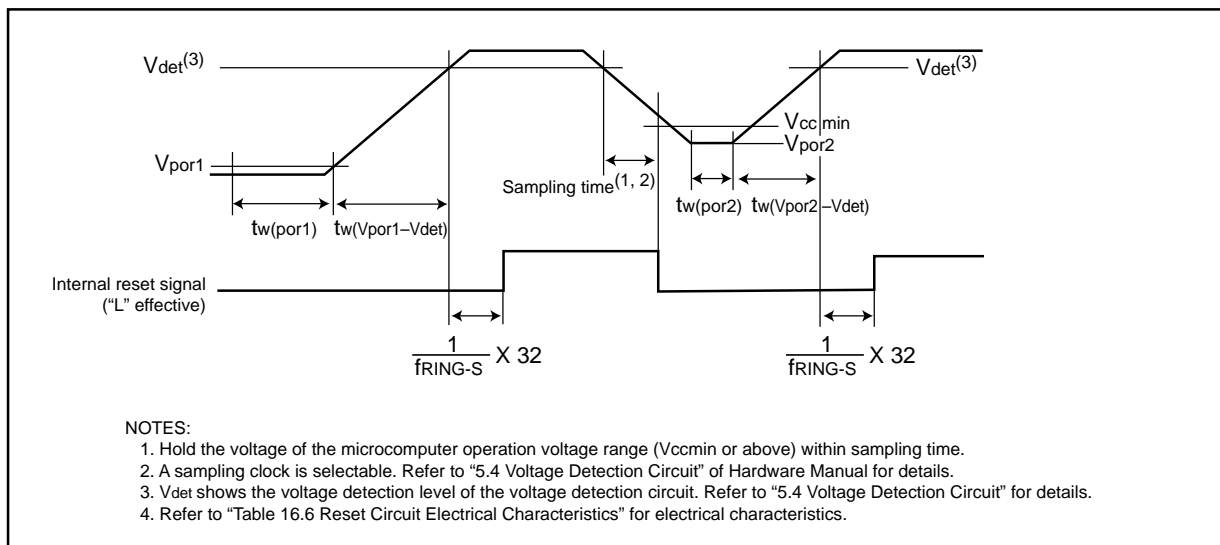 Vdet(3)
Vdet(3)
Vcc min
Vpor1
Vpor2
Sampling time(1, 2)
tw(por1)
tw(Vpor1–Vdet)
tw(por2)
tw(Vpor2 –Vdet)
Internal reset signal
(“L” effective)
1
fRING-S
X 32
1
fRING-S
X 32
NOTES:
1. Hold the voltage of the microcomputer operation voltage range (Vccmin or above) within sampling time.
2. A sampling clock is selectable. Refer to “5.4 Voltage Detection Circuit” of Hardware Manual for details.
3. Vdet shows the voltage detection level of the voltage detection circuit. Refer to “5.4 Voltage Detection Circuit” for details.
4. Refer to “Table 16.6 Reset Circuit Electrical Characteristics” for electrical characteristics.